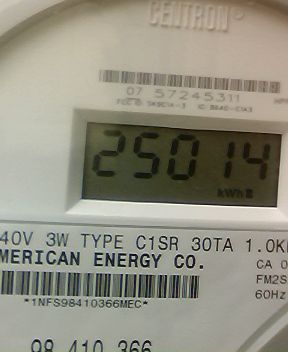 CENTRON®
07 57245311
25014
kWh
40V 3W TYPE C1SR 30TA 1.0K
MERICAN ENERGY CO.
CA 0
FM2S
60Hz
*1NFS98410366MEC*
98 410 366